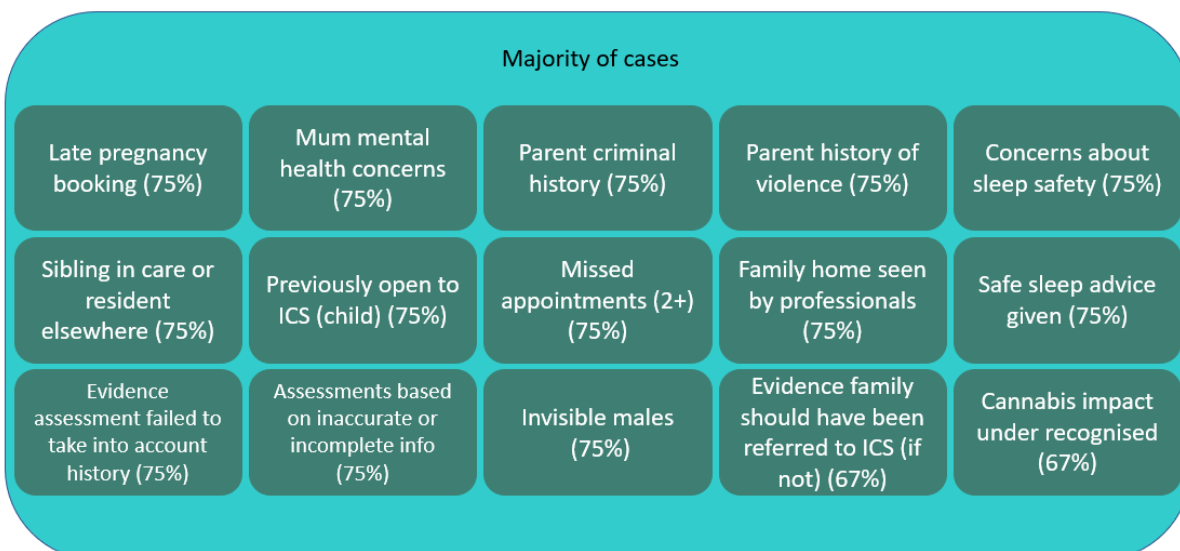 Majority of cases
Late pregnancy
booking (75%)
Mum mental
health concerns
(75%)
Parent criminal
history (75%)
Parent history of
violence (75%)
Concerns about
sleep safety (75%)
Sibling in care or
resident
elsewhere (75%)
Previously open to
ICS (child) (75%)
Missed
appointments (2+)
(75%)
Family home seen
by professionals
(75%)
Safe sleep advice
given (75%)
Evidence
assessment failed to
take into account
history (75%)
Assessments based
on inaccurate or
incomplete info
(75%)
Invisible males
(75%)
Evidence family
should have been
referred to ICS (if
not) (67%)
Cannabis impact
under recognised
(67%)